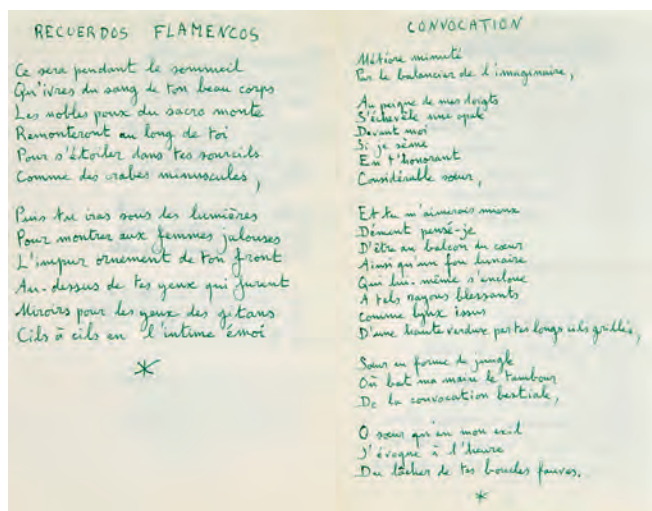 RECUERDOS FLAMENCOS
Ce sera pendant le sommeil
Qu'ivres du sang de ton beau corps
Les nobles poux du sacro monte
Remonteront au long de toi
Pour s'étoiler dans tes sourcils
Comme des crabes minuscules,
Puis tu iras sous les lumières
Pour montrer aux femmes jalouses
L'impur ornement de ton front
Au-dessus de tes yeux qui jurent
Miroirs pour les yeux des gitans
Cils à cils en l'intime émoi
*
CONVOCATION
Météore minuté
Par le balancier de l'imaginaire,
Au peigne de mes doigts
S'échevèle une opale
Devant moi
Si je sème
En t'honorant
Considérable sœur,
Et tu m'aimerais mieux
Dément pensé-je
D'être au balcon du cœur
Ainsi qu'un fou lunaire
Qui lui-même s'encloue
A tels rayons blessants
Comme lynx issus
D'une haute verdure par tes longs cils grillés,
Sœur en forme de jungle
Où bat ma main le tambour
De la convocation bestiale,
O sœur qu'en mon exil
J'évoque à l'heure
Du lâcher de tes boucles fauves.
*